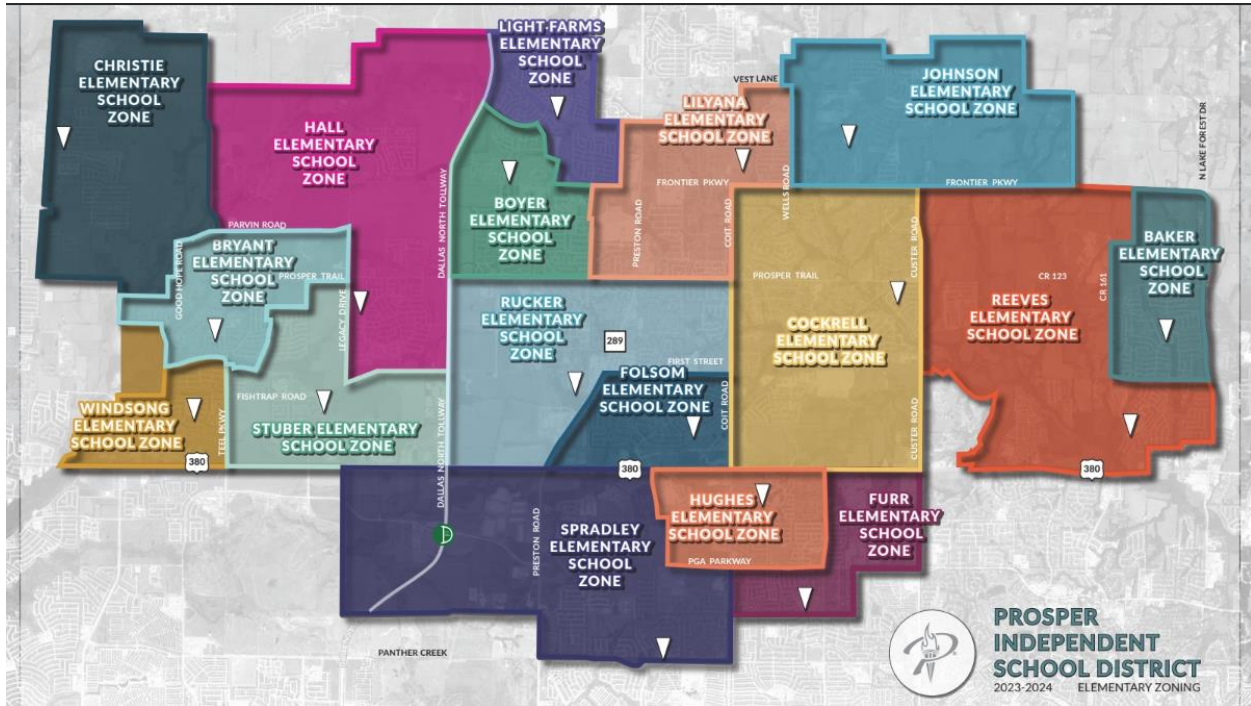 CHRISTIE
ELEMENTARY
SCHOOL
ZONE
HALL
ELEMENTARY
SCHOOL
ZONE
LIGHT FARMS
ELEMENTARY
SCHOOL
ZONE
VEST LANE
LILYANA
ELEMENTARY
SCHOOL ZONE
JOHNSON
ELEMENTARY
SCHOOL ZONE
N LAKE FOREST DR
FRONTIER PKWY
FRONTIER PKWY
WELLS ROAD
PRESTON ROAD
COIT ROAD
CUSTER ROAD
DALLAS NORTH TOLLWAY
BOYER
ELEMENTARY
SCHOOL
ZONE
PARVIN ROAD
BRYANT
ELEMENTARY
SCHOOL
ZONE
GOOD HOPE ROAD
PROSPER TRAIL
LEGACY DRIVE
PROSPER TRAIL
BAKER
ELEMENTARY
SCHOOL
ZONE
CR 123
CR 161
REEVES
ELEMENTARY
SCHOOL ZONE
RUCKER
ELEMENTARY
SCHOOL
ZONE
289
FIRST STREET
COCKRELL
ELEMENTARY
SCHOOL ZONE
FOLSOM
ELEMENTARY
SCHOOL ZONE
COIT ROAD
CUSTER ROAD
WINDSONG
ELEMENTARY
SCHOOL ZONE
TEEL PKWY
FISHTRAP ROAD
STUBER ELEMENTARY
SCHOOL ZONE
DALLAS NORTH TOLLWAY
380
380
380
PRESTON ROAD
SPRADLEY
ELEMENTARY
SCHOOL
ZONE
HUGHES
ELEMENTARY
SCHOOL ZONE
PGA PARKWAY
FURR
ELEMENTARY
SCHOOL
ZONE
PANTHER CREEK
PROSPER
INDEPENDENT
SCHOOL DISTRICT
2023-2024 ELEMENTARY ZONING